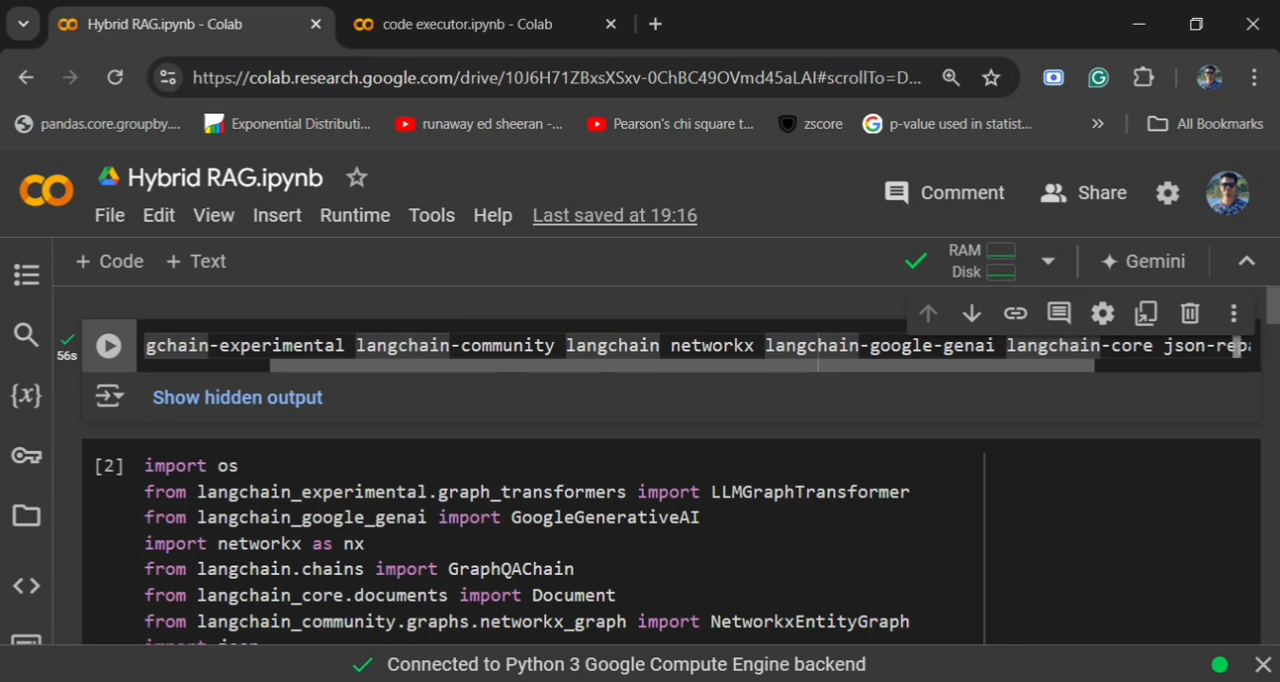 Hybrid RAG.ipynb - Colab
code executor.ipynb - Colab
https://colab.research.google.com/drive/10J6H71ZBxsXSxv-0ChBC49OVmd45aLAI#scrollTo=D...
pandas.core.groupby....
Exponential Distributi...
runaway ed sheeran -...
Pearson's chi square t...
zscore
p-value used in statist...
All Bookmarks
Hybrid RAG.ipynb
Comment
Share
File Edit View Insert Runtime Tools Help Last saved at 19:16
+ Code + Text
RAM
Disk
Gemini
56s
gchain-experimental langchain-community langchain networkx langchain-google-genai langchain-core json-repa
Show hidden output
[2]
import os
from langchain_experimental.graph_transformers import LLMGraphTransformer
from langchain_google_genai import GoogleGenerativeAI
import networkx as nx
from langchain.chains import GraphQAChain
from langchain_core.documents import Document
from langchain_community.graphs.networkx_graph import NetworkxEntityGraph
import json
Connected to Python 3 Google Compute Engine backend